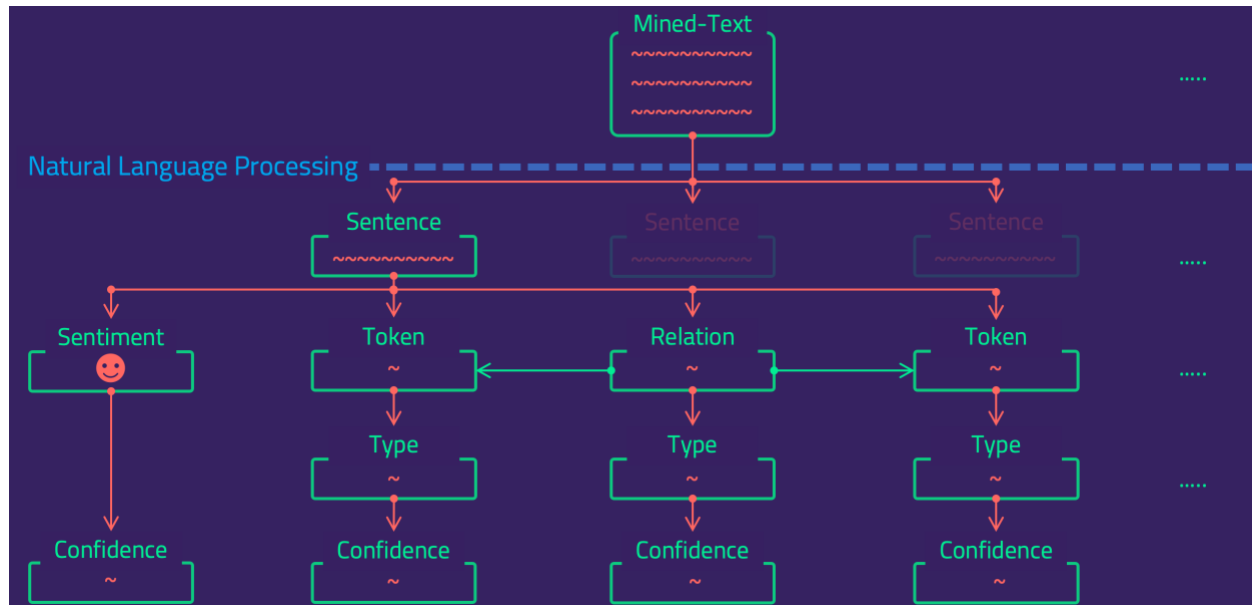 Mined-Text
~~~~~~~~~~
~~~~~~~~~~
~~~~~~~~~~
.....
Natural Language Processing
Sentence Sentence Sentence
~~~~~~~~~~ ~~~~~~~~~~ ~~~~~~~~~~
.....
Sentiment Token Relation Token
~ ~ ~
.....
Type Type Type
~ ~ ~
.....
Confidence Confidence Confidence Confidence
~ ~ ~ ~